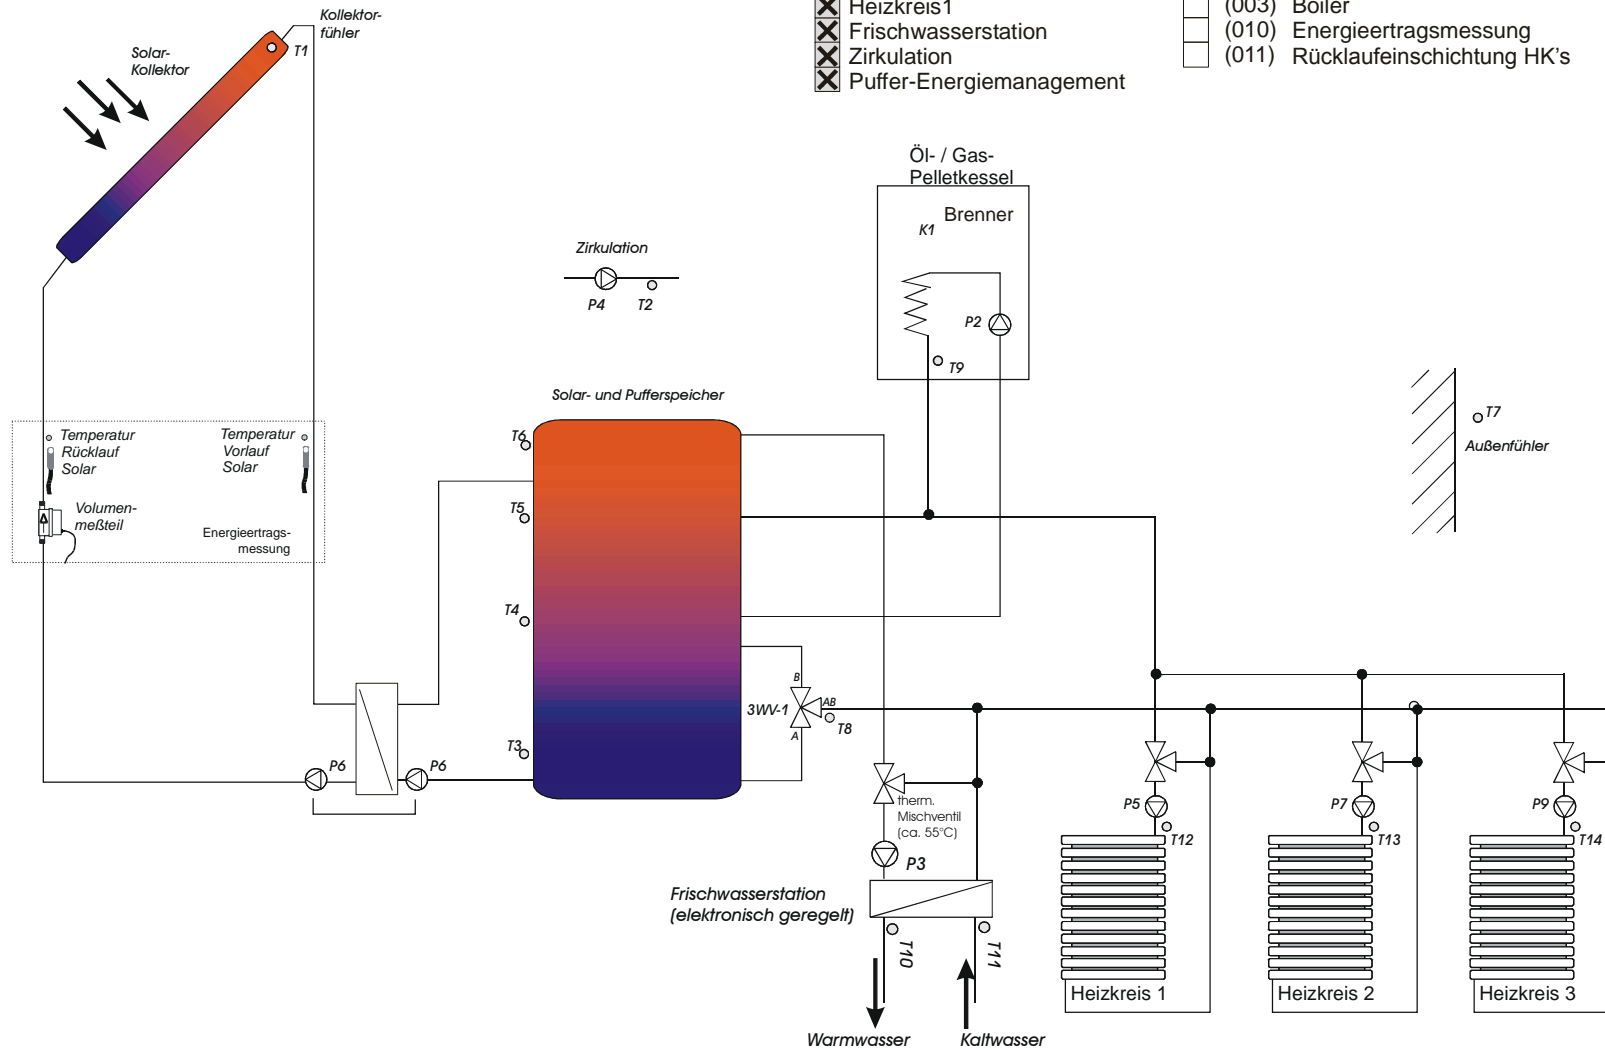 Heizkreis1
Frischwasserstation
Zirkulation
Puffer-Energiemanagement
(003) Boiler
(010) Energieertragsmessung
(011) Rücklaufeinschichtung HK's
Kollektor-
fühler
T1
Solar-
Kollektor
Öl- / Gas-
Pelletkessel
Brenner
K1
P2
T9
Zirkulation
P4
T2
Solar- und Pufferspeicher
T6
T5
T4
T3
Temperatur
Rücklauf
Solar
Temperatur
Vorlauf
Solar
Volumen-
meßteil
Energieertrags-
messung
T7
Außenfühler
P6
P6
B
3WV-1
AB
A
T8
therm.
Mischventil
(ca. 55°C)
P3
Frischwasserstation
(elektronisch geregelt)
T10
T11
Warmwasser
Kaltwasser
P5
T12
Heizkreis 1
P7
T13
Heizkreis 2
P9
T14
Heizkreis 3